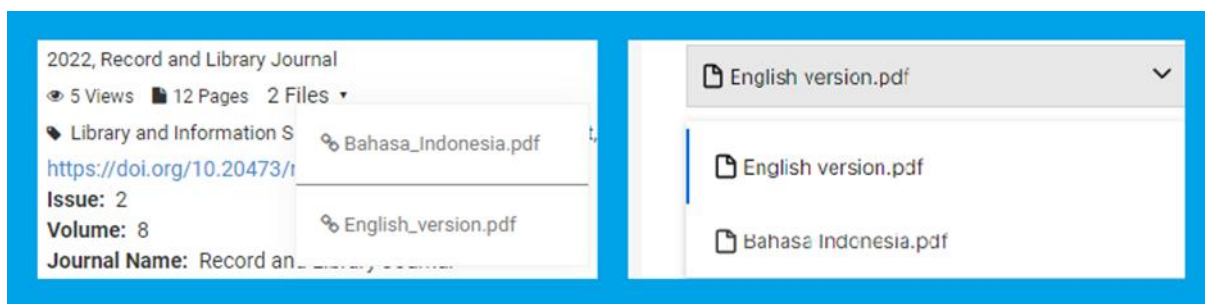 2022, Record and Library Journal
5 Views 12 Pages 2 Files
Library and Information S
https://doi.org/10.20473/r
Issue: 2
Volume: 8
Journal Name: Record and Library Journal
Bahasa_Indonesia.pdf
English_version.pdf
English version.pdf
English version.pdf
Bahasa Indonesia.pdf